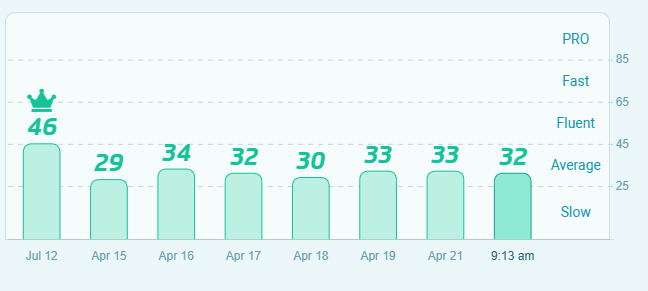 PRO
85
Fast
65
Fluent
45
Average
25
Slow
46
29
34
32
30
33
33
32
Jul 12
Apr 15
Apr 16
Apr 17
Apr 18
Apr 19
Apr 21
9:13 am